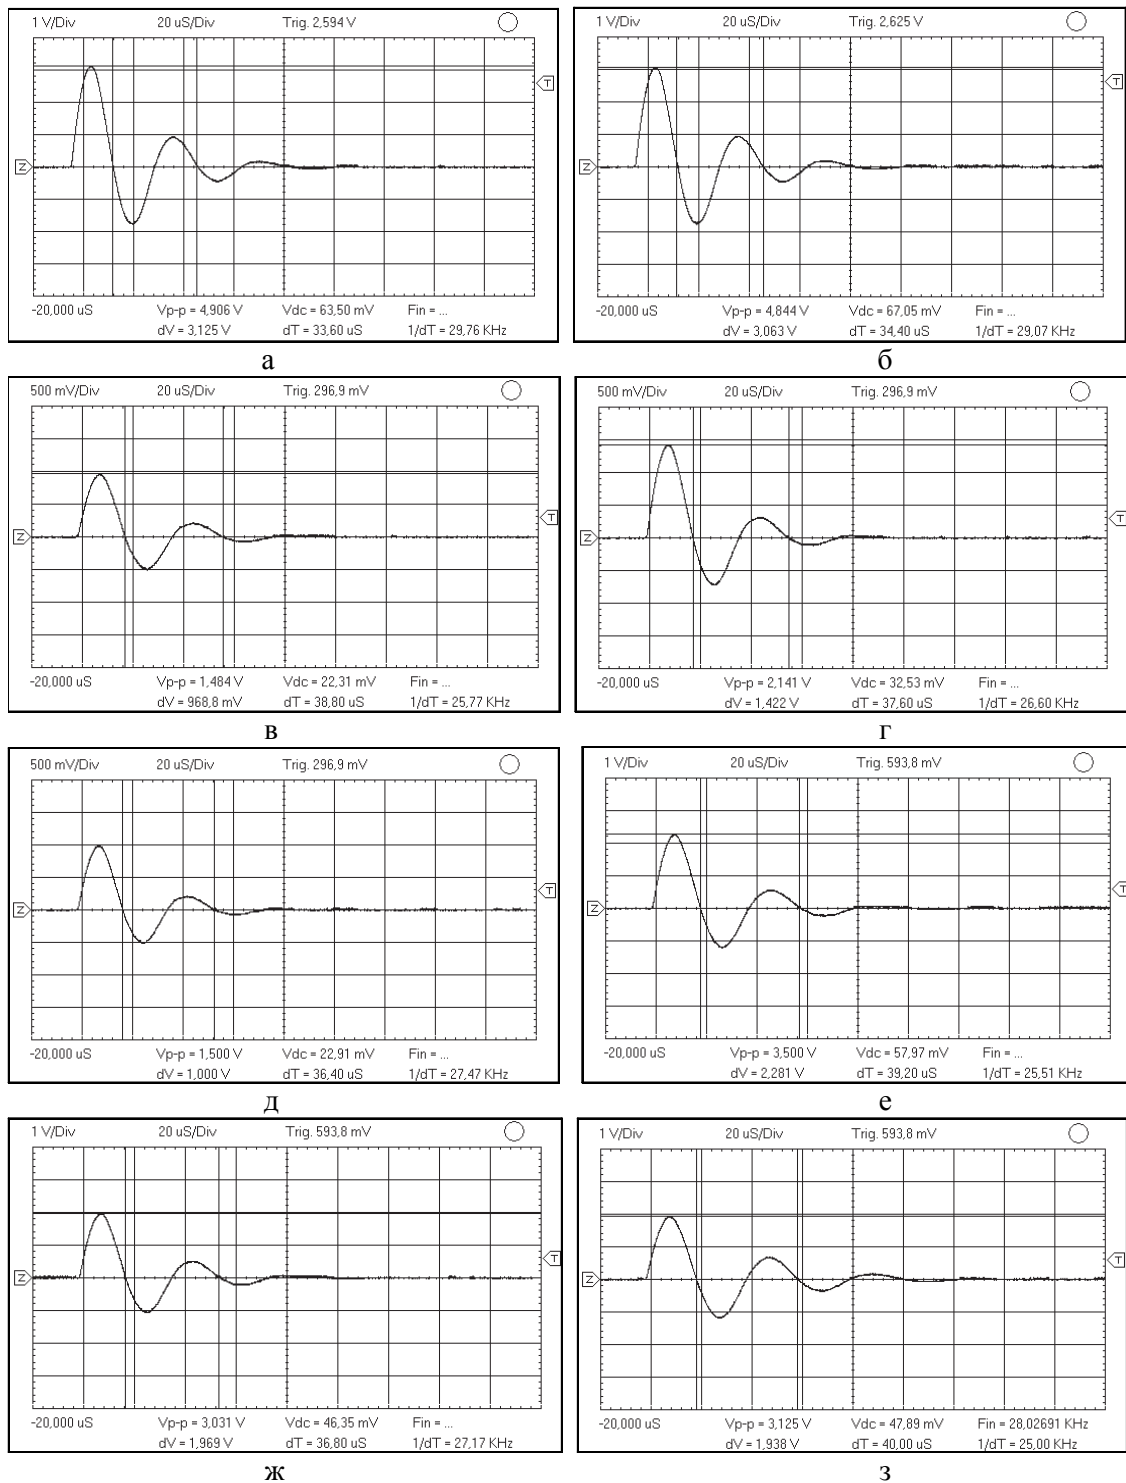 1 V/Div 20 uS/Div Trig. 2,594 V
T
Z
-20,000 uS Vp-p = 4,906 V Vdc = 63,50 mV Fin = ...
dV = 3,125 V dT = 33,60 uS 1/dT = 29,76 KHz
а
1 V/Div 20 uS/Div Trig. 2,625 V
T
Z
-20,000 uS Vp-p = 4,844 V Vdc = 67,05 mV Fin = ...
dV = 3,063 V dT = 34,40 uS 1/dT = 29,07 KHz
б
500 mV/Div 20 uS/Div Trig. 296,9 mV
T
Z
-20,000 uS Vp-p = 1,484 V Vdc = 22,31 mV Fin = ...
dV = 968,8 mV dT = 38,80 uS 1/dT = 25,77 KHz
в
500 mV/Div 20 uS/Div Trig. 296,9 mV
T
Z
-20,000 uS Vp-p = 2,141 V Vdc = 32,53 mV Fin = ...
dV = 1,422 V dT = 37,60 uS 1/dT = 26,60 KHz
г
500 mV/Div 20 uS/Div Trig. 296,9 mV
T
Z
-20,000 uS Vp-p = 1,500 V Vdc = 22,91 mV Fin = ...
dV = 1,000 V dT = 36,40 uS 1/dT = 27,47 KHz
д
1 V/Div 20 uS/Div Trig. 593,8 mV
T
Z
-20,000 uS Vp-p = 3,500 V Vdc = 57,97 mV Fin = ...
dV = 2,281 V dT = 39,20 uS 1/dT = 25,51 KHz
е
1 V/Div 20 uS/Div Trig. 593,8 mV
T
Z
-20,000 uS Vp-p = 3,031 V Vdc = 46,35 mV Fin = ...
dV = 1,969 V dT = 36,80 uS 1/dT = 27,17 KHz
ж
1 V/Div 20 uS/Div Trig. 593,8 mV
T
Z
-20,000 uS Vp-p = 3,125 V Vdc = 47,89 mV Fin = 28,02691 KHz
dV = 1,938 V dT = 40,00 uS 1/dT = 25,00 KHz
з